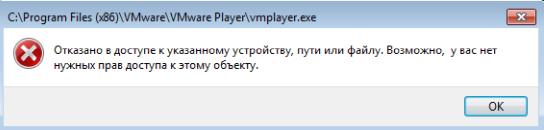 C:\Program Files (x86)\VMware\VMware Player\vmplayer.exe
Отказано в доступе к указанному устройству, пути или файлу. Возможно, у вас нет
нужных прав доступа к этому объекту.
OK